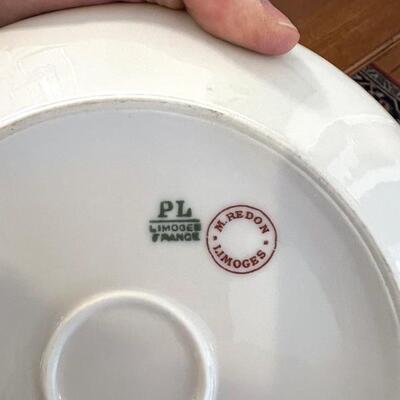 PL
LIMOGES
FRANCE
M. REDON
LIMOGES